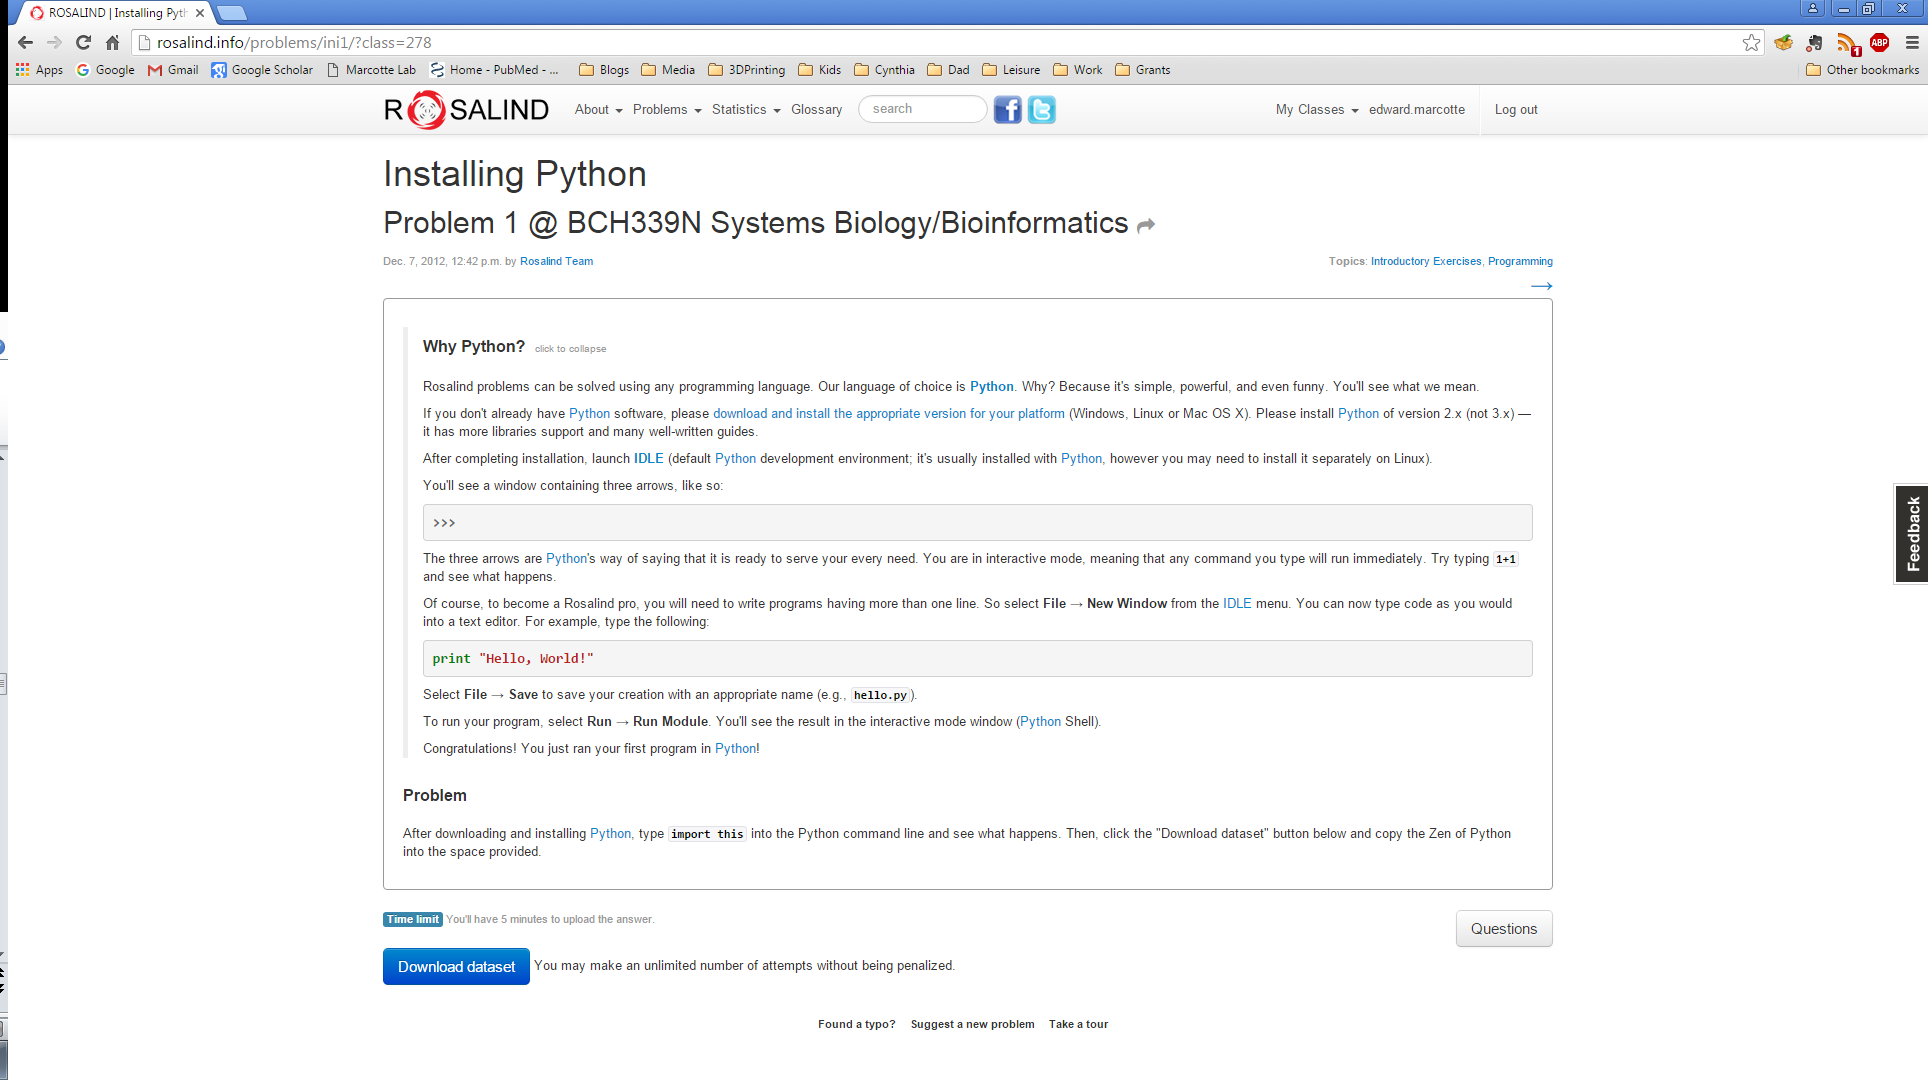 ROSALIND | Installing Pyth
rosalind.info/problems/ini1/?class=278
1 ABP
Apps Google Gmail Google Scholar Marcotte Lab Home - PubMed - ... Blogs Media 3DPrinting Kids Cynthia Dad Leisure Work Grants Other bookmarks
ROSALIND About Problems Statistics Glossary search My Classes edward.marcotte Log out
Installing Python
Problem 1 @ BCH339N Systems Biology/Bioinformatics
Dec. 7, 2012, 12:42 p.m. by Rosalind Team Topics: Introductory Exercises, Programming
→
Why Python? click to collapse
Rosalind problems can be solved using any programming language. Our language of choice is Python. Why? Because it's simple, powerful, and even funny. You'll see what we mean.
If you don't already have Python software, please download and install the appropriate version for your platform (Windows, Linux or Mac OS X). Please install Python of version 2.x (not 3.x) —
it has more libraries support and many well-written guides.
After completing installation, launch IDLE (default Python development environment; it's usually installed with Python, however you may need to install it separately on Linux).
You'll see a window containing three arrows, like so:
>>>
The three arrows are Python's way of saying that it is ready to serve your every need. You are in interactive mode, meaning that any command you type will run immediately. Try typing 1+1
and see what happens.
Of course, to become a Rosalind pro, you will need to write programs having more than one line. So select File → New Window from the IDLE menu. You can now type code as you would
into a text editor. For example, type the following:
print "Hello, World!"
Select File → Save to save your creation with an appropriate name (e.g., hello.py).
To run your program, select Run → Run Module. You'll see the result in the interactive mode window (Python Shell).
Congratulations! You just ran your first program in Python!
Feedback
Problem
After downloading and installing Python, type import this into the Python command line and see what happens. Then, click the "Download dataset" button below and copy the Zen of Python
into the space provided.
Time limit You'll have 5 minutes to upload the answer.
Questions
Download dataset You may make an unlimited number of attempts without being penalized.
Found a typo? Suggest a new problem Take a tour